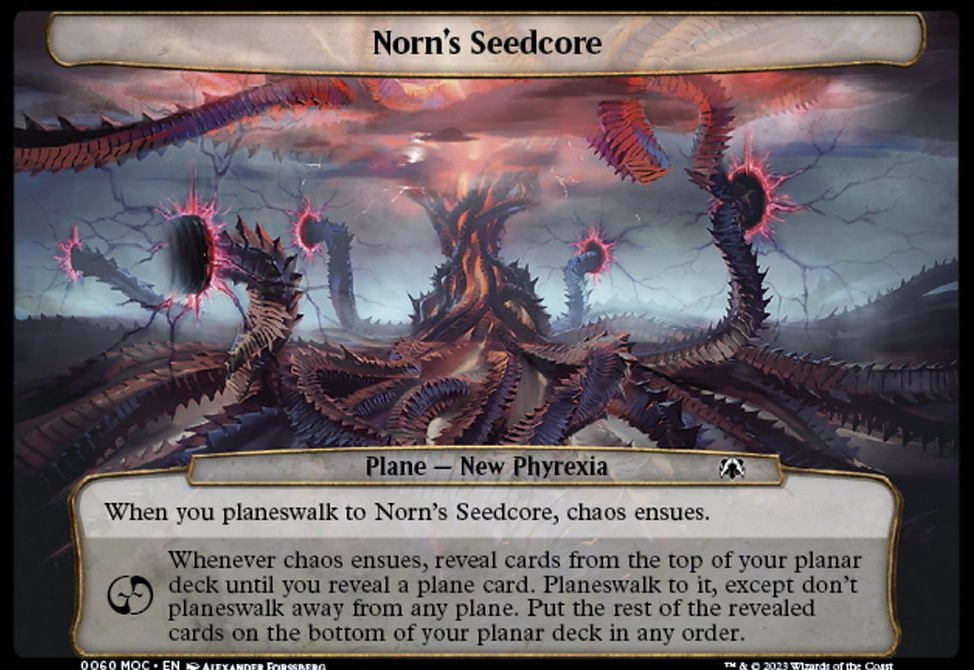 Norn's Seedcore
Plane — New Phyrexia
When you planeswalk to Norn's Seedcore, chaos ensues.
Whenever chaos ensues, reveal cards from the top of your planar
deck until you reveal a plane card. Planeswalk to it, except don't
planeswalk away from any plane. Put the rest of the revealed
cards on the bottom of your planar deck in any order.
0060 MOC • EN ALEXANDER FORSSBERG
™ & © 2023 Wizards of the Coast